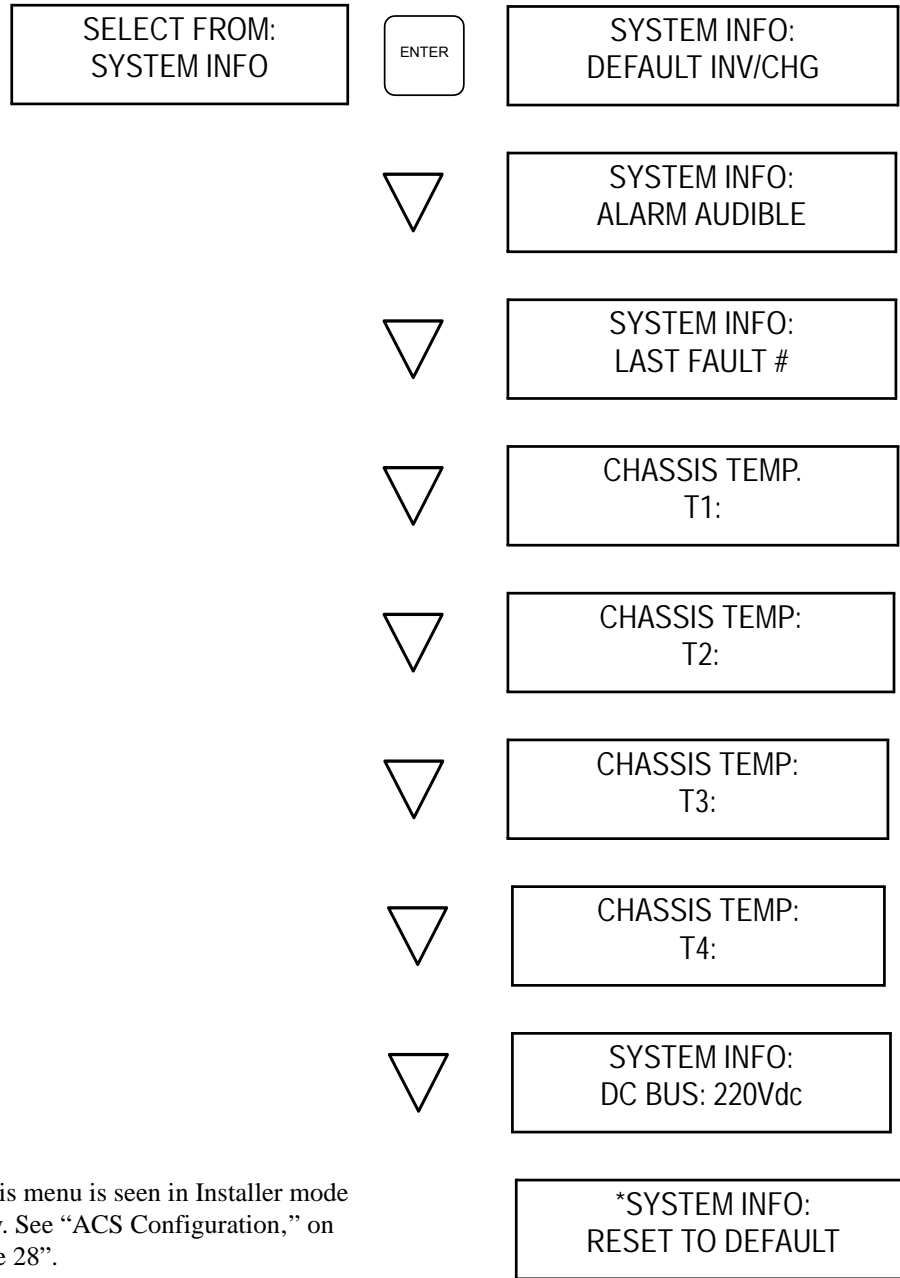 SELECT FROM:
SYSTEM INFO
ENTER
SYSTEM INFO:
DEFAULT INV/CHG
SYSTEM INFO:
ALARM AUDIBLE
SYSTEM INFO:
LAST FAULT #
CHASSIS TEMP.
T1:
CHASSIS TEMP:
T2:
CHASSIS TEMP:
T3:
CHASSIS TEMP:
T4:
SYSTEM INFO:
DC BUS: 220Vdc
menu is seen in Installer mode
See “ACS Configuration,” on
28”.
*SYSTEM INFO:
RESET TO DEFAULT